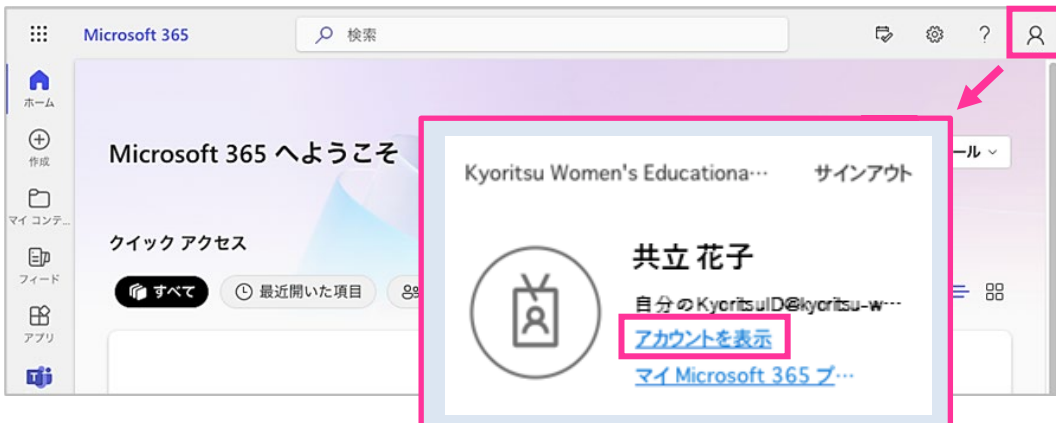 Microsoft 365
検索
ホーム
作成
マイ コンテ...
フィード
アプリ
Microsoft 365 へようこそ
ール
クイック アクセス
すべて
最近開いた項目
Kyoritsu Women's Educationa…
サインアウト
共立 花子
自分のKyoritsuID@kyoritsu-w…
アカウントを表示
マイ Microsoft 365 プ…